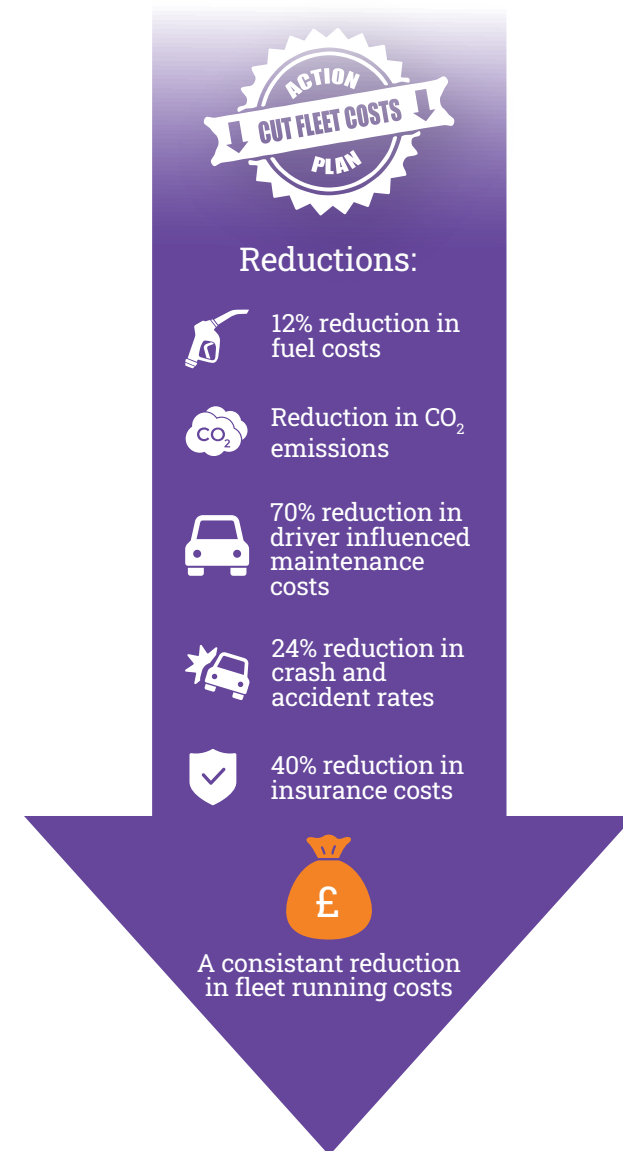 ACTION
CUT FLEET COSTS
PLAN
Reductions:
12% reduction in
fuel costs
CO₂
Reduction in CO₂
emissions
70% reduction in
driver influenced
maintenance
costs
24% reduction in
crash and
accident rates
40% reduction in
insurance costs
£
A consistant reduction
in fleet running costs